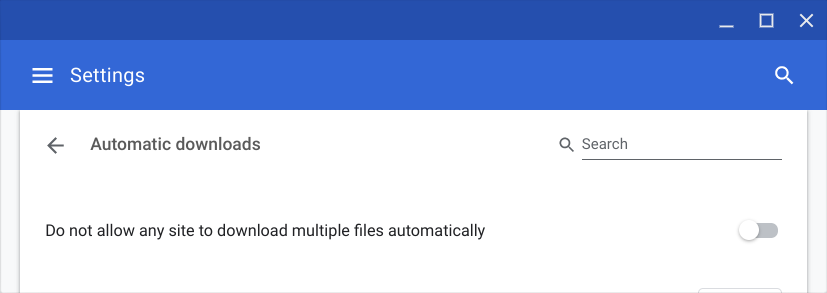 Settings
Automatic downloads
Search
Do not allow any site to download multiple files automatically